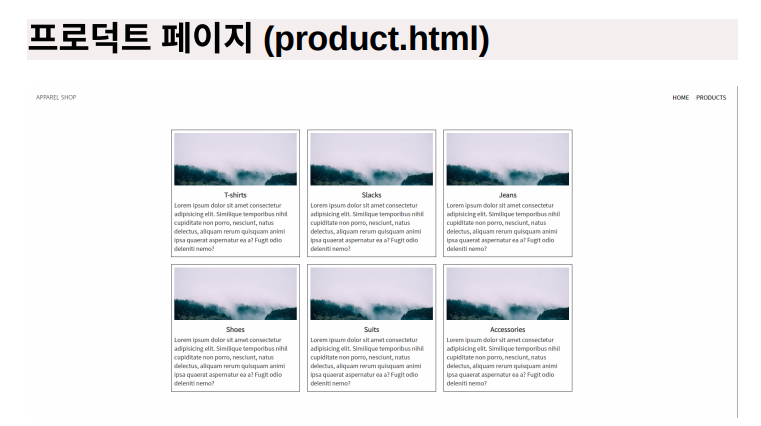 프로덕트 페이지 (product.html)
APPAREL SHOP
HOME PRODUCTS
T-shirts
Lorem ipsum dolor sit amet consectetur
adipisicing elit. Similique temporibus nihil
cupiditate non porro, nesciunt, natus
delectus, aliquam rerum quisquam animi
ipsa quaerat aspernatur ea a? Fugit odio
deleniti nemo?
Slacks
Lorem ipsum dolor sit amet consectetur
adipisicing elit. Similique temporibus nihil
cupiditate non porro, nesciunt, natus
delectus, aliquam rerum quisquam animi
ipsa quaerat aspernatur ea a? Fugit odio
deleniti nemo?
Jeans
Lorem ipsum dolor sit amet consectetur
adipisicing elit. Similique temporibus nihil
cupiditate non porro, nesciunt, natus
delectus, aliquam rerum quisquam animi
ipsa quaerat aspernatur ea a? Fugit odio
deleniti nemo?
Shoes
Lorem ipsum dolor sit amet consectetur
adipisicing elit. Similique temporibus nihil
cupiditate non porro, nesciunt, natus
delectus, aliquam rerum quisquam animi
ipsa quaerat aspernatur ea a? Fugit odio
deleniti nemo?
Suits
Lorem ipsum dolor sit amet consectetur
adipisicing elit. Similique temporibus nihil
cupiditate non porro, nesciunt, natus
delectus, aliquam rerum quisquam animi
ipsa quaerat aspernatur ea a? Fugit odio
deleniti nemo?
Accessories
Lorem ipsum dolor sit amet consectetur
adipisicing elit. Similique temporibus nihil
cupiditate non porro, nesciunt, natus
delectus, aliquam rerum quisquam animi
ipsa quaerat aspernatur ea a? Fugit odio
deleniti nemo?